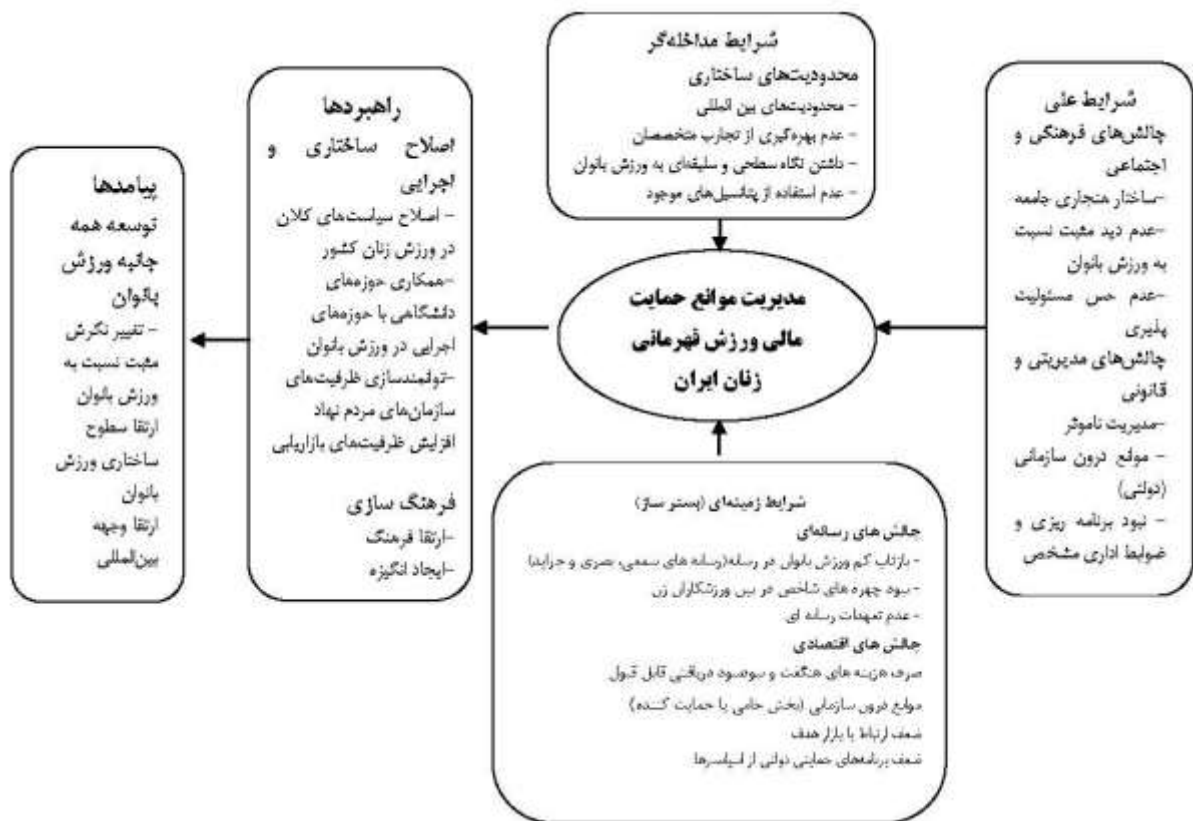 شرایط مداخله‌گر
محدودیت‌های ساختاری
- محدودیت‌های بین المللی
- عدم بهره‌گیری از تجارب متخصصان
- داشتن نگاه سطحی و سلیقه‌ای به ورزش بانوان
- عدم استفاده از پتانسیل‌های موجود
شرایط علی
چالش‌های فرهنگی و
اجتماعی
-ساختار هنجاری جامعه
-عدم دید مثبت نسبت
به ورزش بانوان
-عدم حس مسئولیت
پذیری
چالش‌های مدیریتی و
قانونی
-مدیریت ناموثر
- موانع درون سازمانی
(دولتی)
- نبود برنامه ریزی و
ضوابط اداری مشخص
مدیریت موانع حمایت
مالی ورزش قهرمانی
زنان ایران
شرایط زمینه‌ای (بستر ساز)
چالش های رسانه‌ای
- بازتاب کم ورزش بانوان در رسانه(رسانه های سمعی، بصری و جراید)
- نبود چهره های شاخص در بین ورزشکاران زن
- عدم تعهدات رسانه ای
چالش های اقتصادی
صرف هزینه های هنگفت و دریافتی قابل قبول
موانع درون سازمانی (بخش حامی یا حمایت کننده)
ضعف ارتباط با بازار هدف
ضعف برنامه‌های حمایتی دولتی از اسپانسرها
راهبردها
اصلاح ساختاری و
اجرایی
- اصلاح سیاست‌های کلان
در ورزش زنان کشور
-همکاری حوزه‌های
دانشگاهی با حوزه‌های
اجرایی در ورزش بانوان
-توانمندسازی ظرفیت‌های
سازمان‌های مردم نهاد
افزایش ظرفیت‌های بازاریابی
فرهنگ سازی
-ارتقا فرهنگ
-ایجاد انگیزه
پیامدها
توسعه همه
جانبه ورزش
بانوان
- تغییر نگرش
مثبت نسبت به
ورزش بانوان
ارتقا سطوح
ساختاری ورزش
بانوان
ارتقا وجهه
بین‌المللی